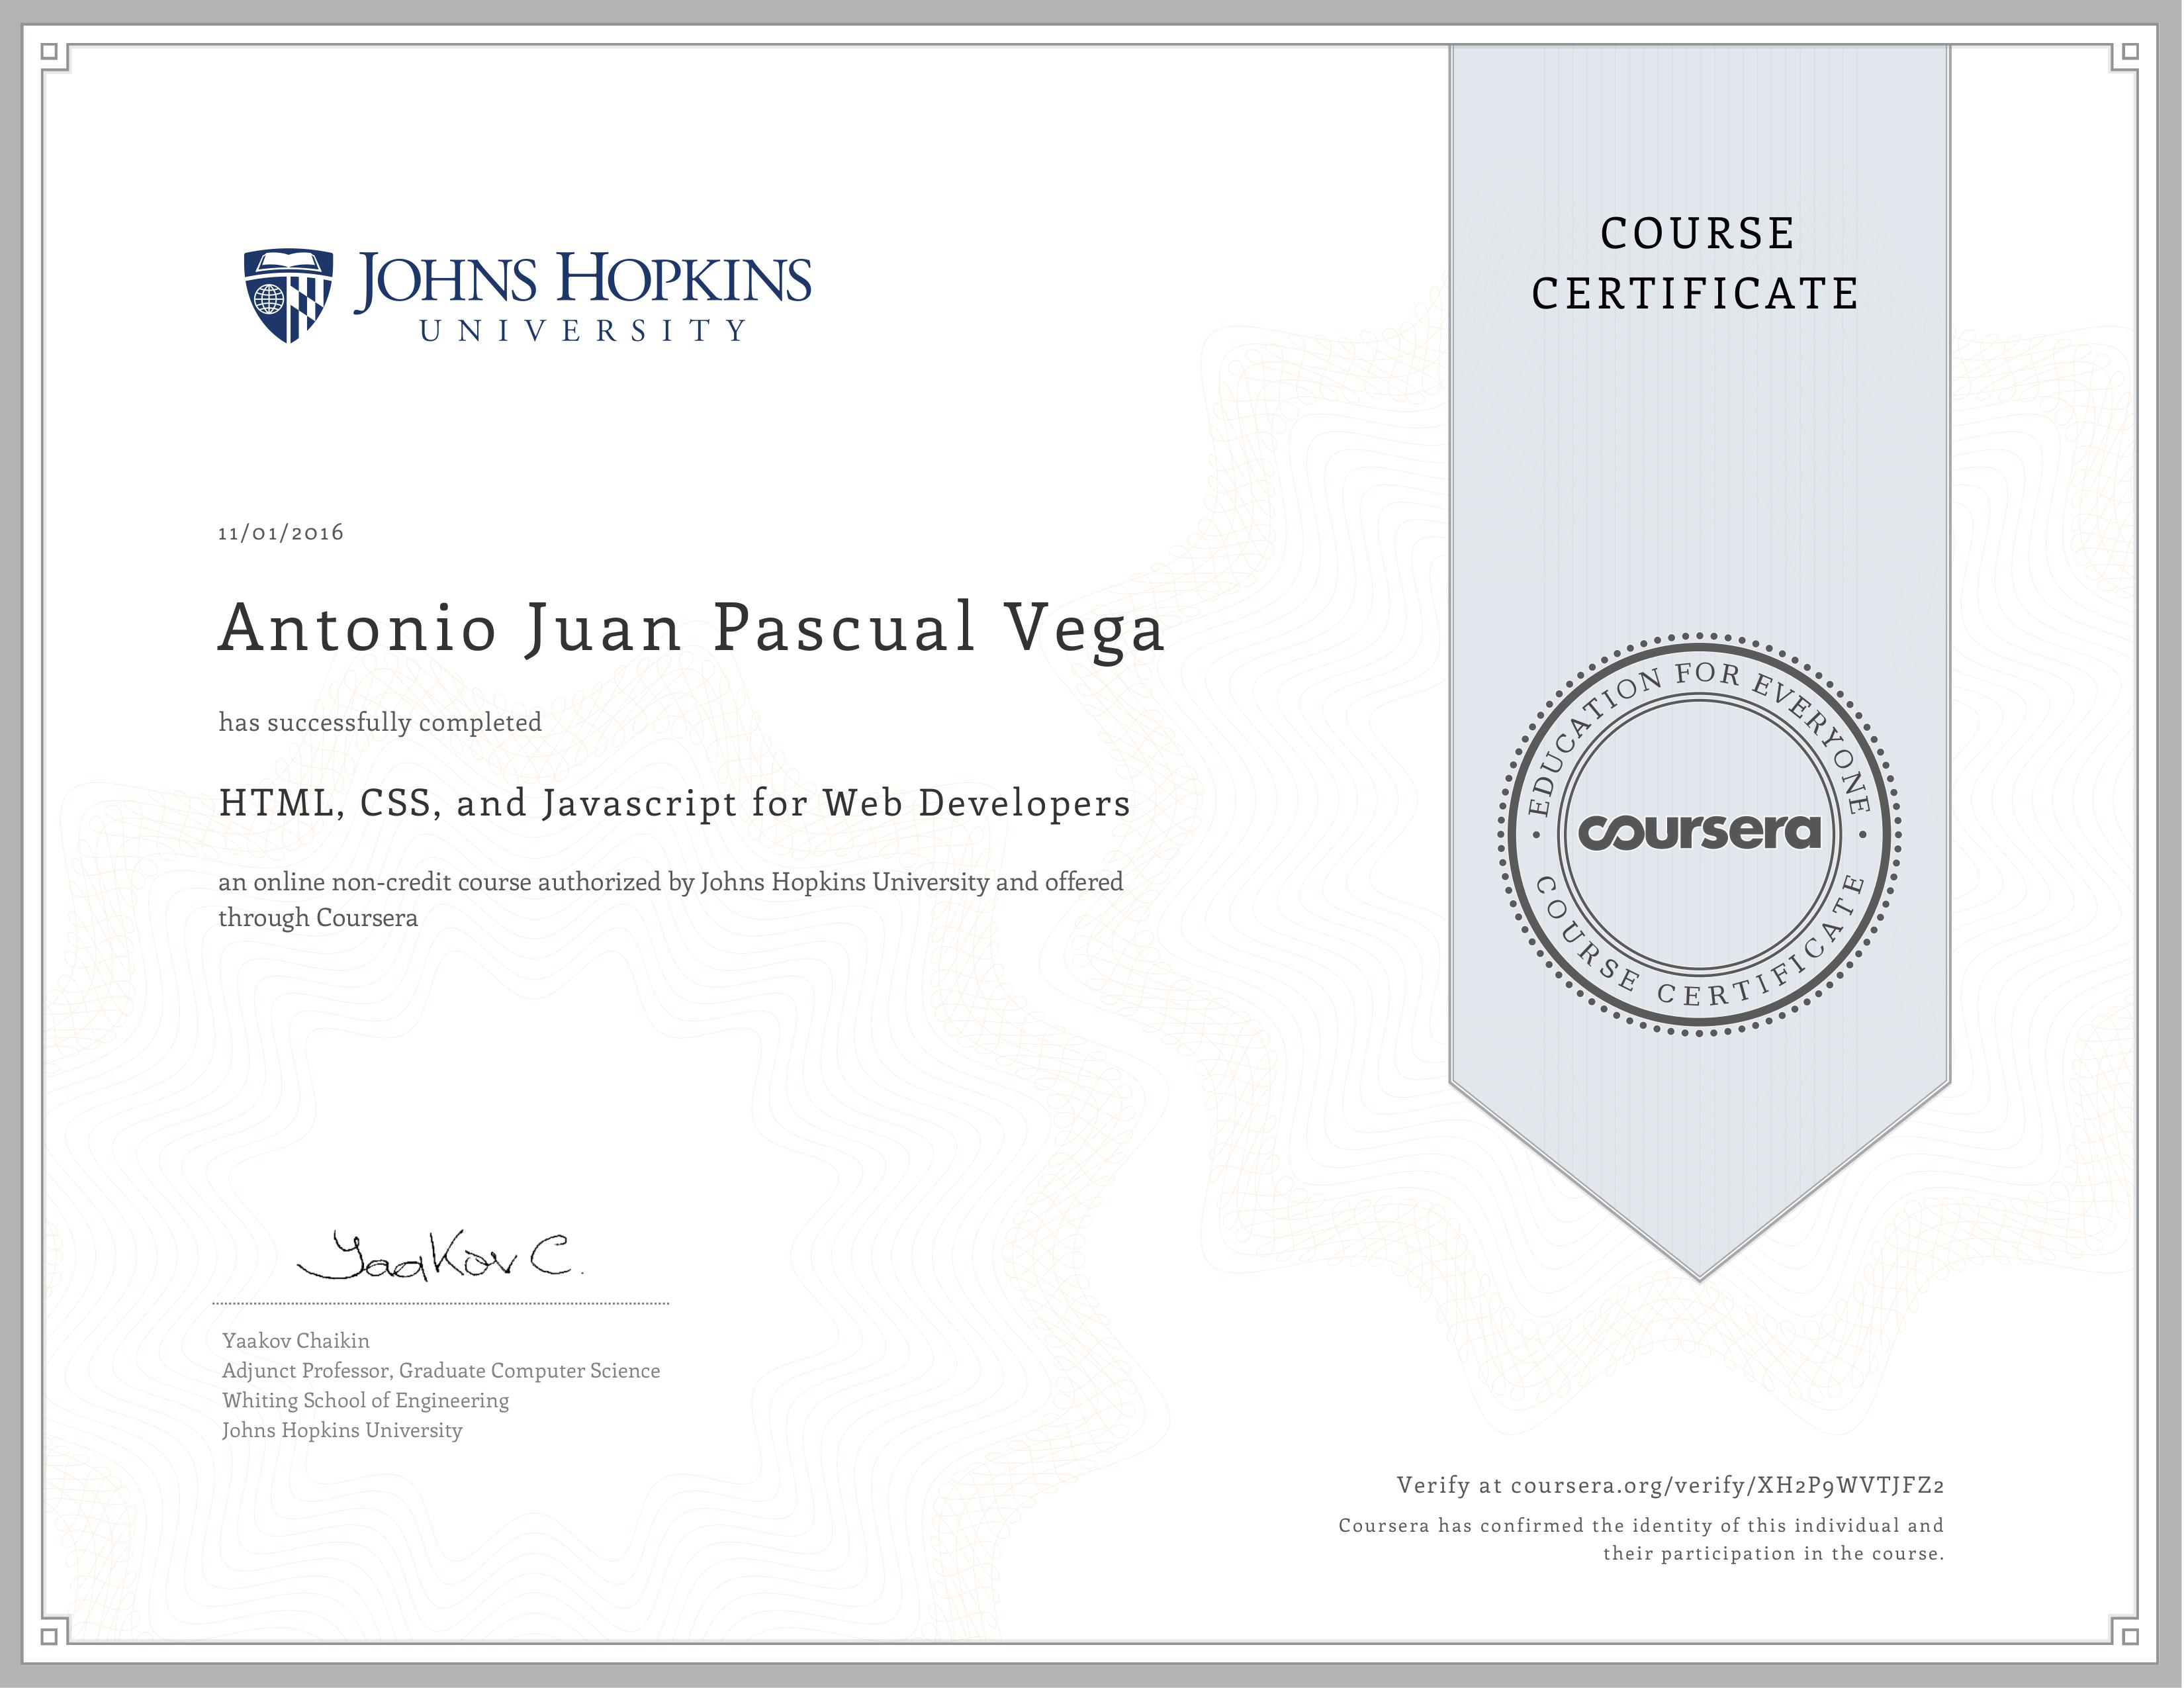 JOHNS HOPKINS
UNIVERSITY
COURSE
CERTIFICATE
11/01/2016
Antonio Juan Pascual Vega
has successfully completed
HTML, CSS, and Javascript for Web Developers
an online non-credit course authorized by Johns Hopkins University and offered
through Coursera
EDUCATION FOR EVERYONE
coursera
COURSE CERTIFICATE
Yaakov C.
Yaakov Chaikin
Adjunct Professor, Graduate Computer Science
Whiting School of Engineering
Johns Hopkins University
Verify at coursera.org/verify/XH2P9WVTJFZ2
Coursera has confirmed the identity of this individual and
their participation in the course.